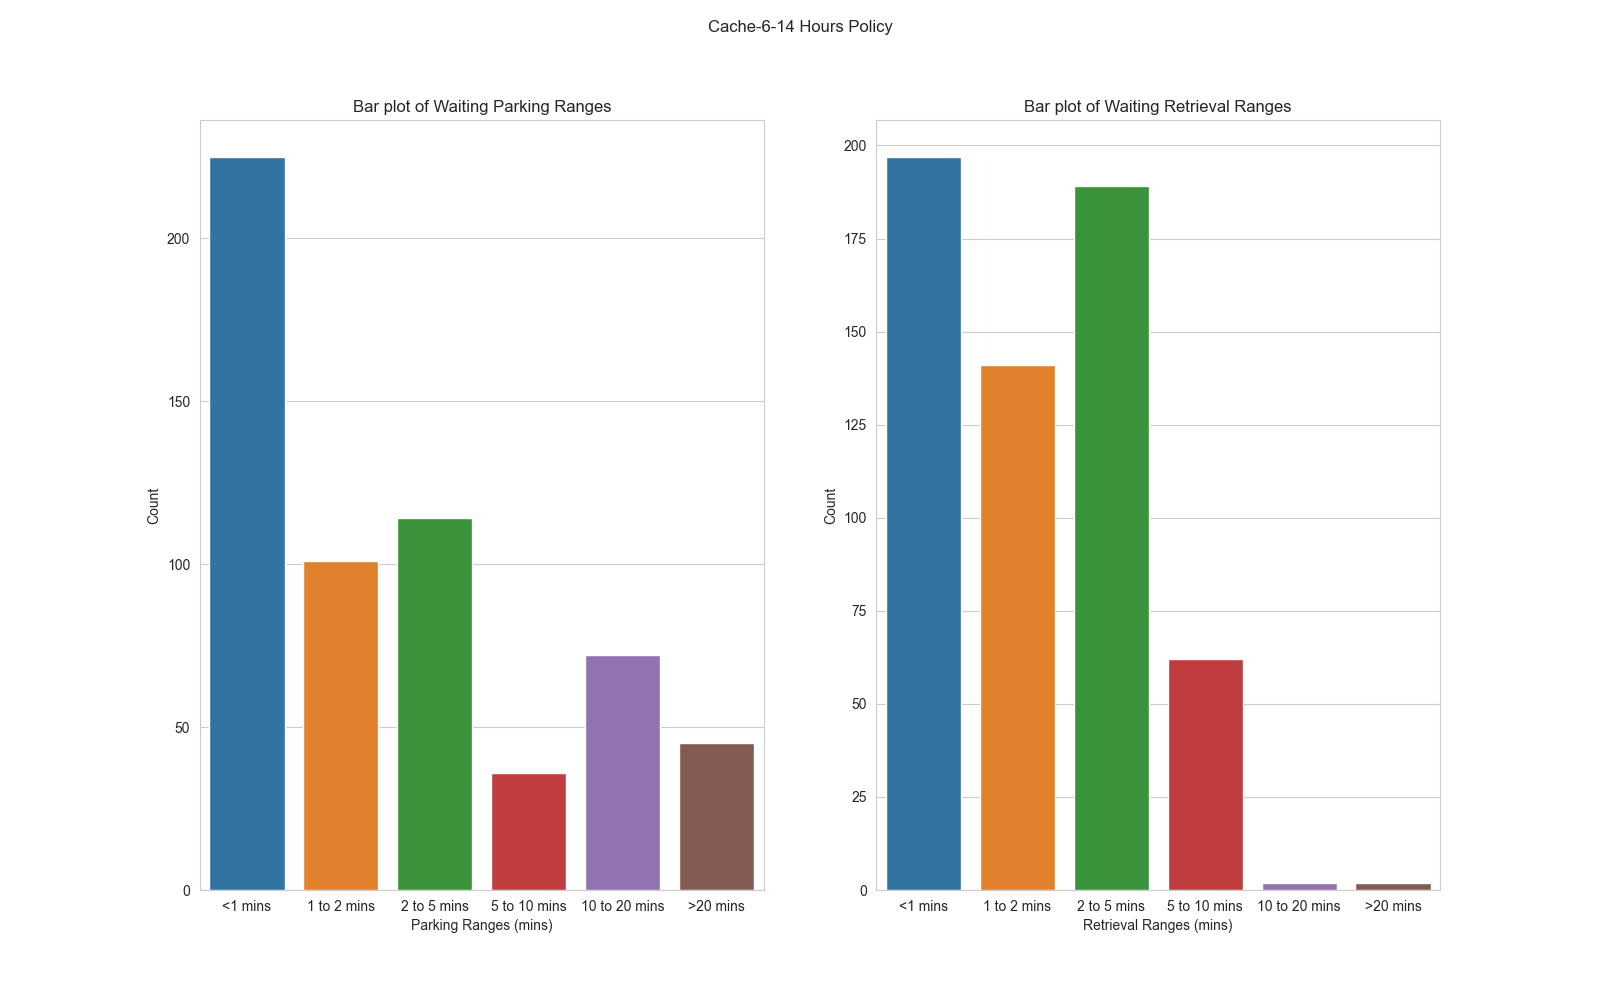 Cache-6-14 Hours Policy
Bar plot of Waiting Parking Ranges
200
150
100
50
0
Count
<1 mins 1 to 2 mins 2 to 5 mins 5 to 10 mins 10 to 20 mins >20 mins
Parking Ranges (mins)
Bar plot of Waiting Retrieval Ranges
200
175
150
125
100
75
50
25
0
Count
<1 mins 1 to 2 mins 2 to 5 mins 5 to 10 mins 10 to 20 mins >20 mins
Retrieval Ranges (mins)